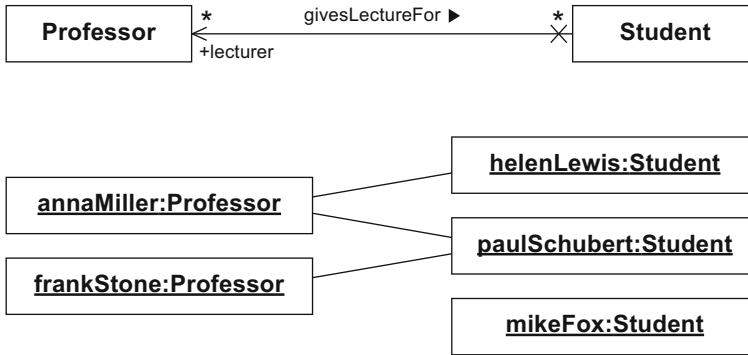 Professor
*
givesLectureFor ▶
*
+lecturer
Student
helenLewis:Student
annaMiller:Professor
paulSchubert:Student
frankStone:Professor
mikeFox:Student